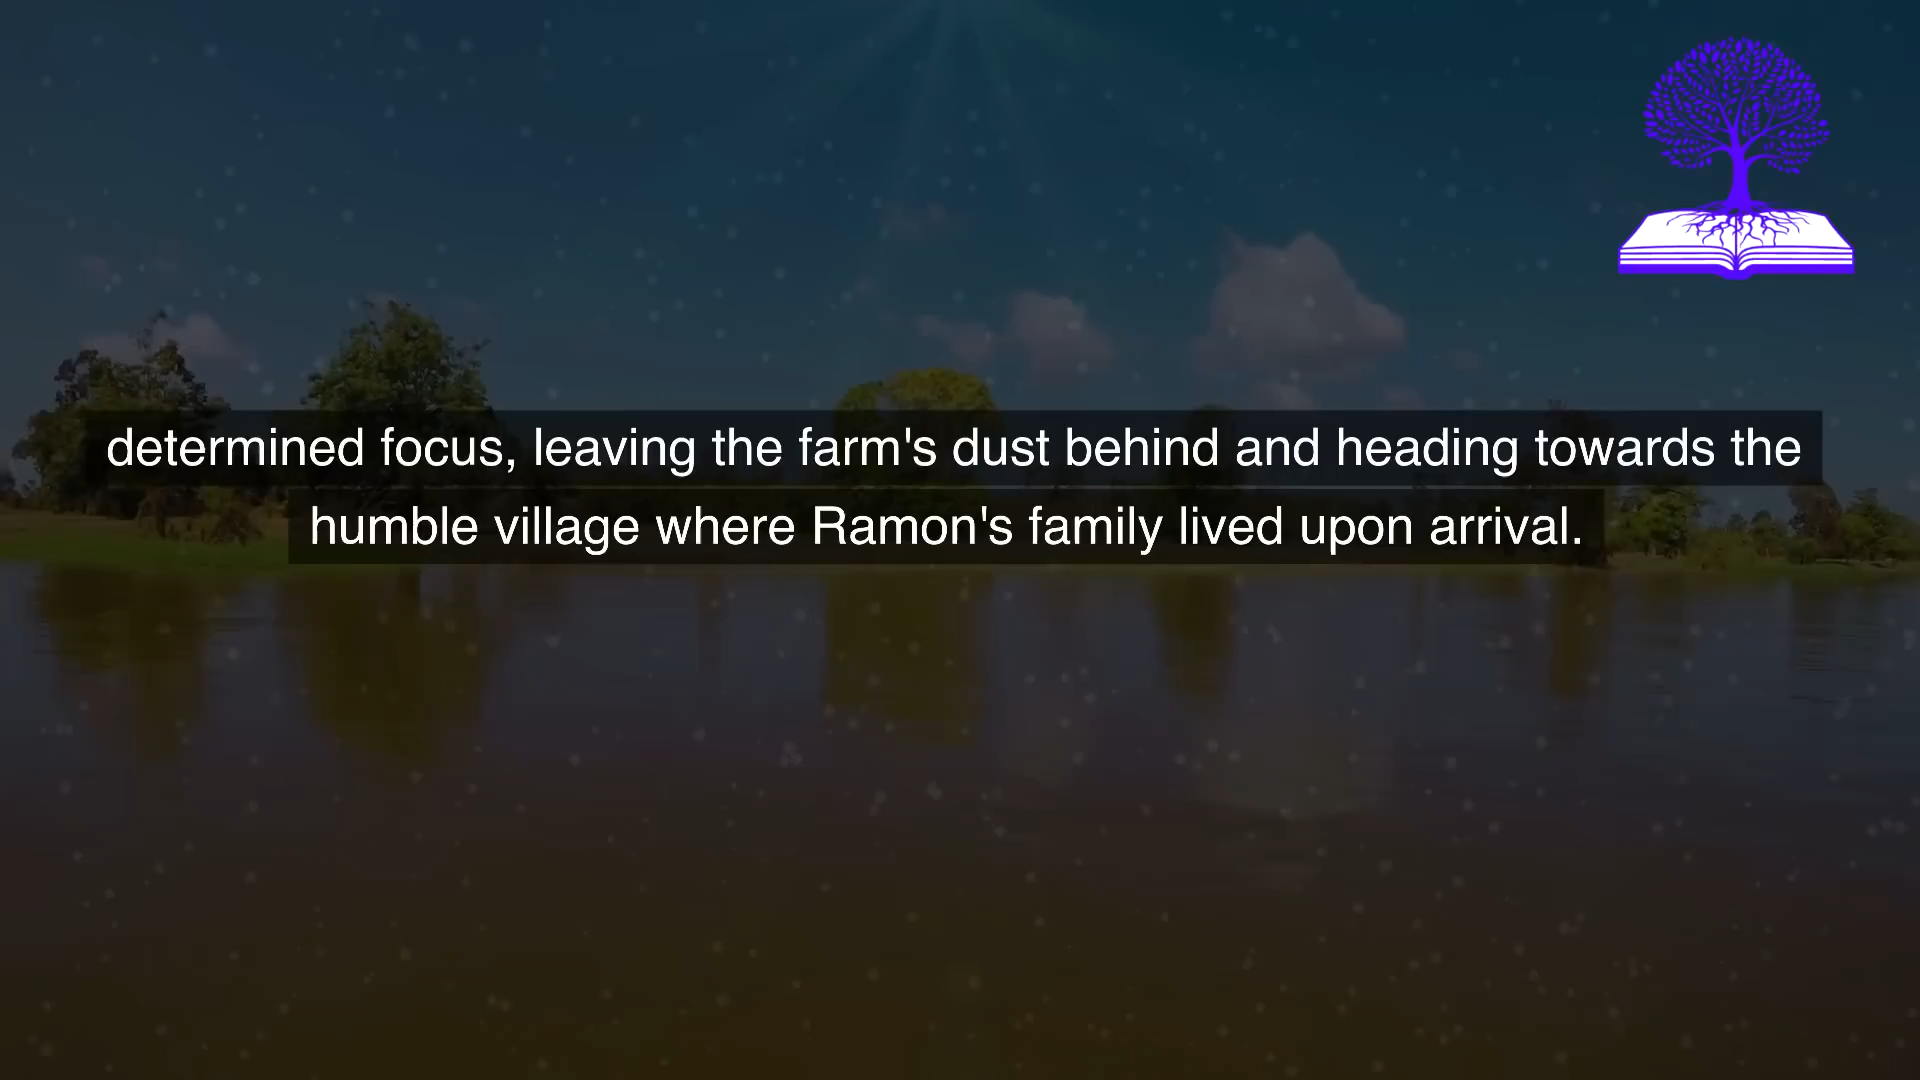 determined focus, leaving the farm's dust behind and heading towards the
humble village where Ramon's family lived upon arrival.